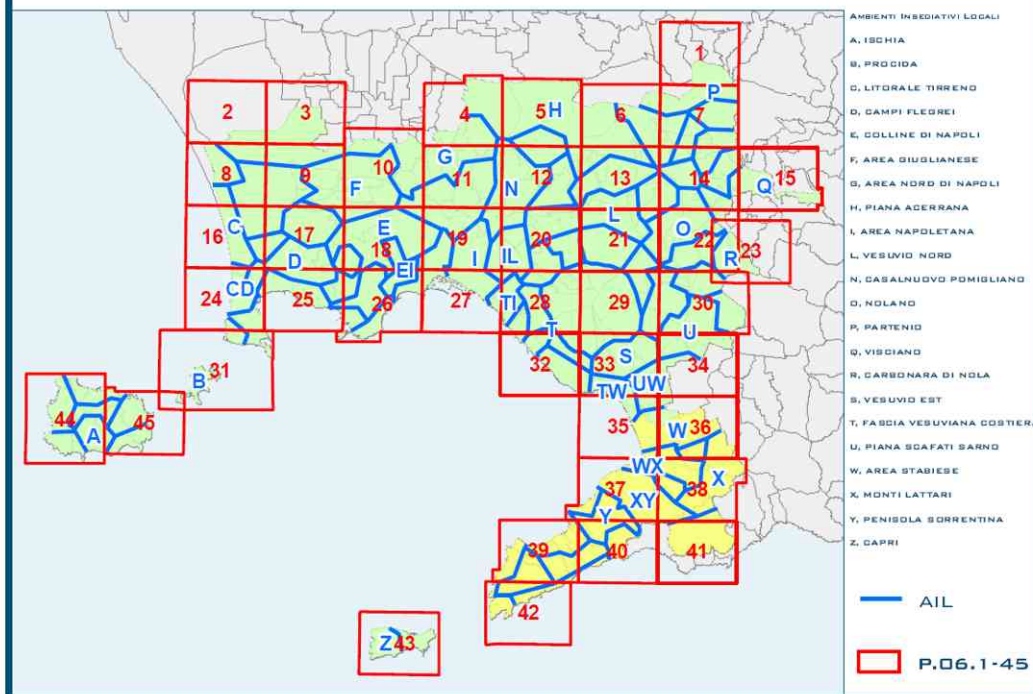 AMBIENTI INSEDIATIVI LOCALI
A, ISCHIA
B, PROCIDA
C, LITORALE TIRRENO
D, CAMPI FLEGREI
E, COLLINE DI NAPOLI
F, AREA GIUGLIANESE
G, AREA NORD DI NAPOLI
H, PIANA ACERRANA
I, AREA NAPOLETANA
L, VESUVIO NORD
N, CASALNUOVO POMIGLIANO
O, NOLANO
P, PARTENIO
Q, VISCIANO
R, CARBONARA DI NOLA
S, VESUVIO EST
T, FASCIA VESUVIANA COSTIERA
U, PIANA SCAFATI SARNO
W, AREA STABIESE
X, MONTI LATTARI
Y, PENISOLA SORRENTINA
Z, CAPRI
AIL
P.06.1-45
1
P
2 3 4 5 H 6 7
8 9 10 G 11 12 13 14 15
F N Q
16 C 17 E 18 19 I IL 20 L 21 O 22 R 23
D EI
24 CD 25 26 27 TI 28 29 30
T U
B 31 32 33 S 34
TW UW
44 A 45 35 W 36
WX X
37 XY 38
Y
39 40 41
42
Z 43